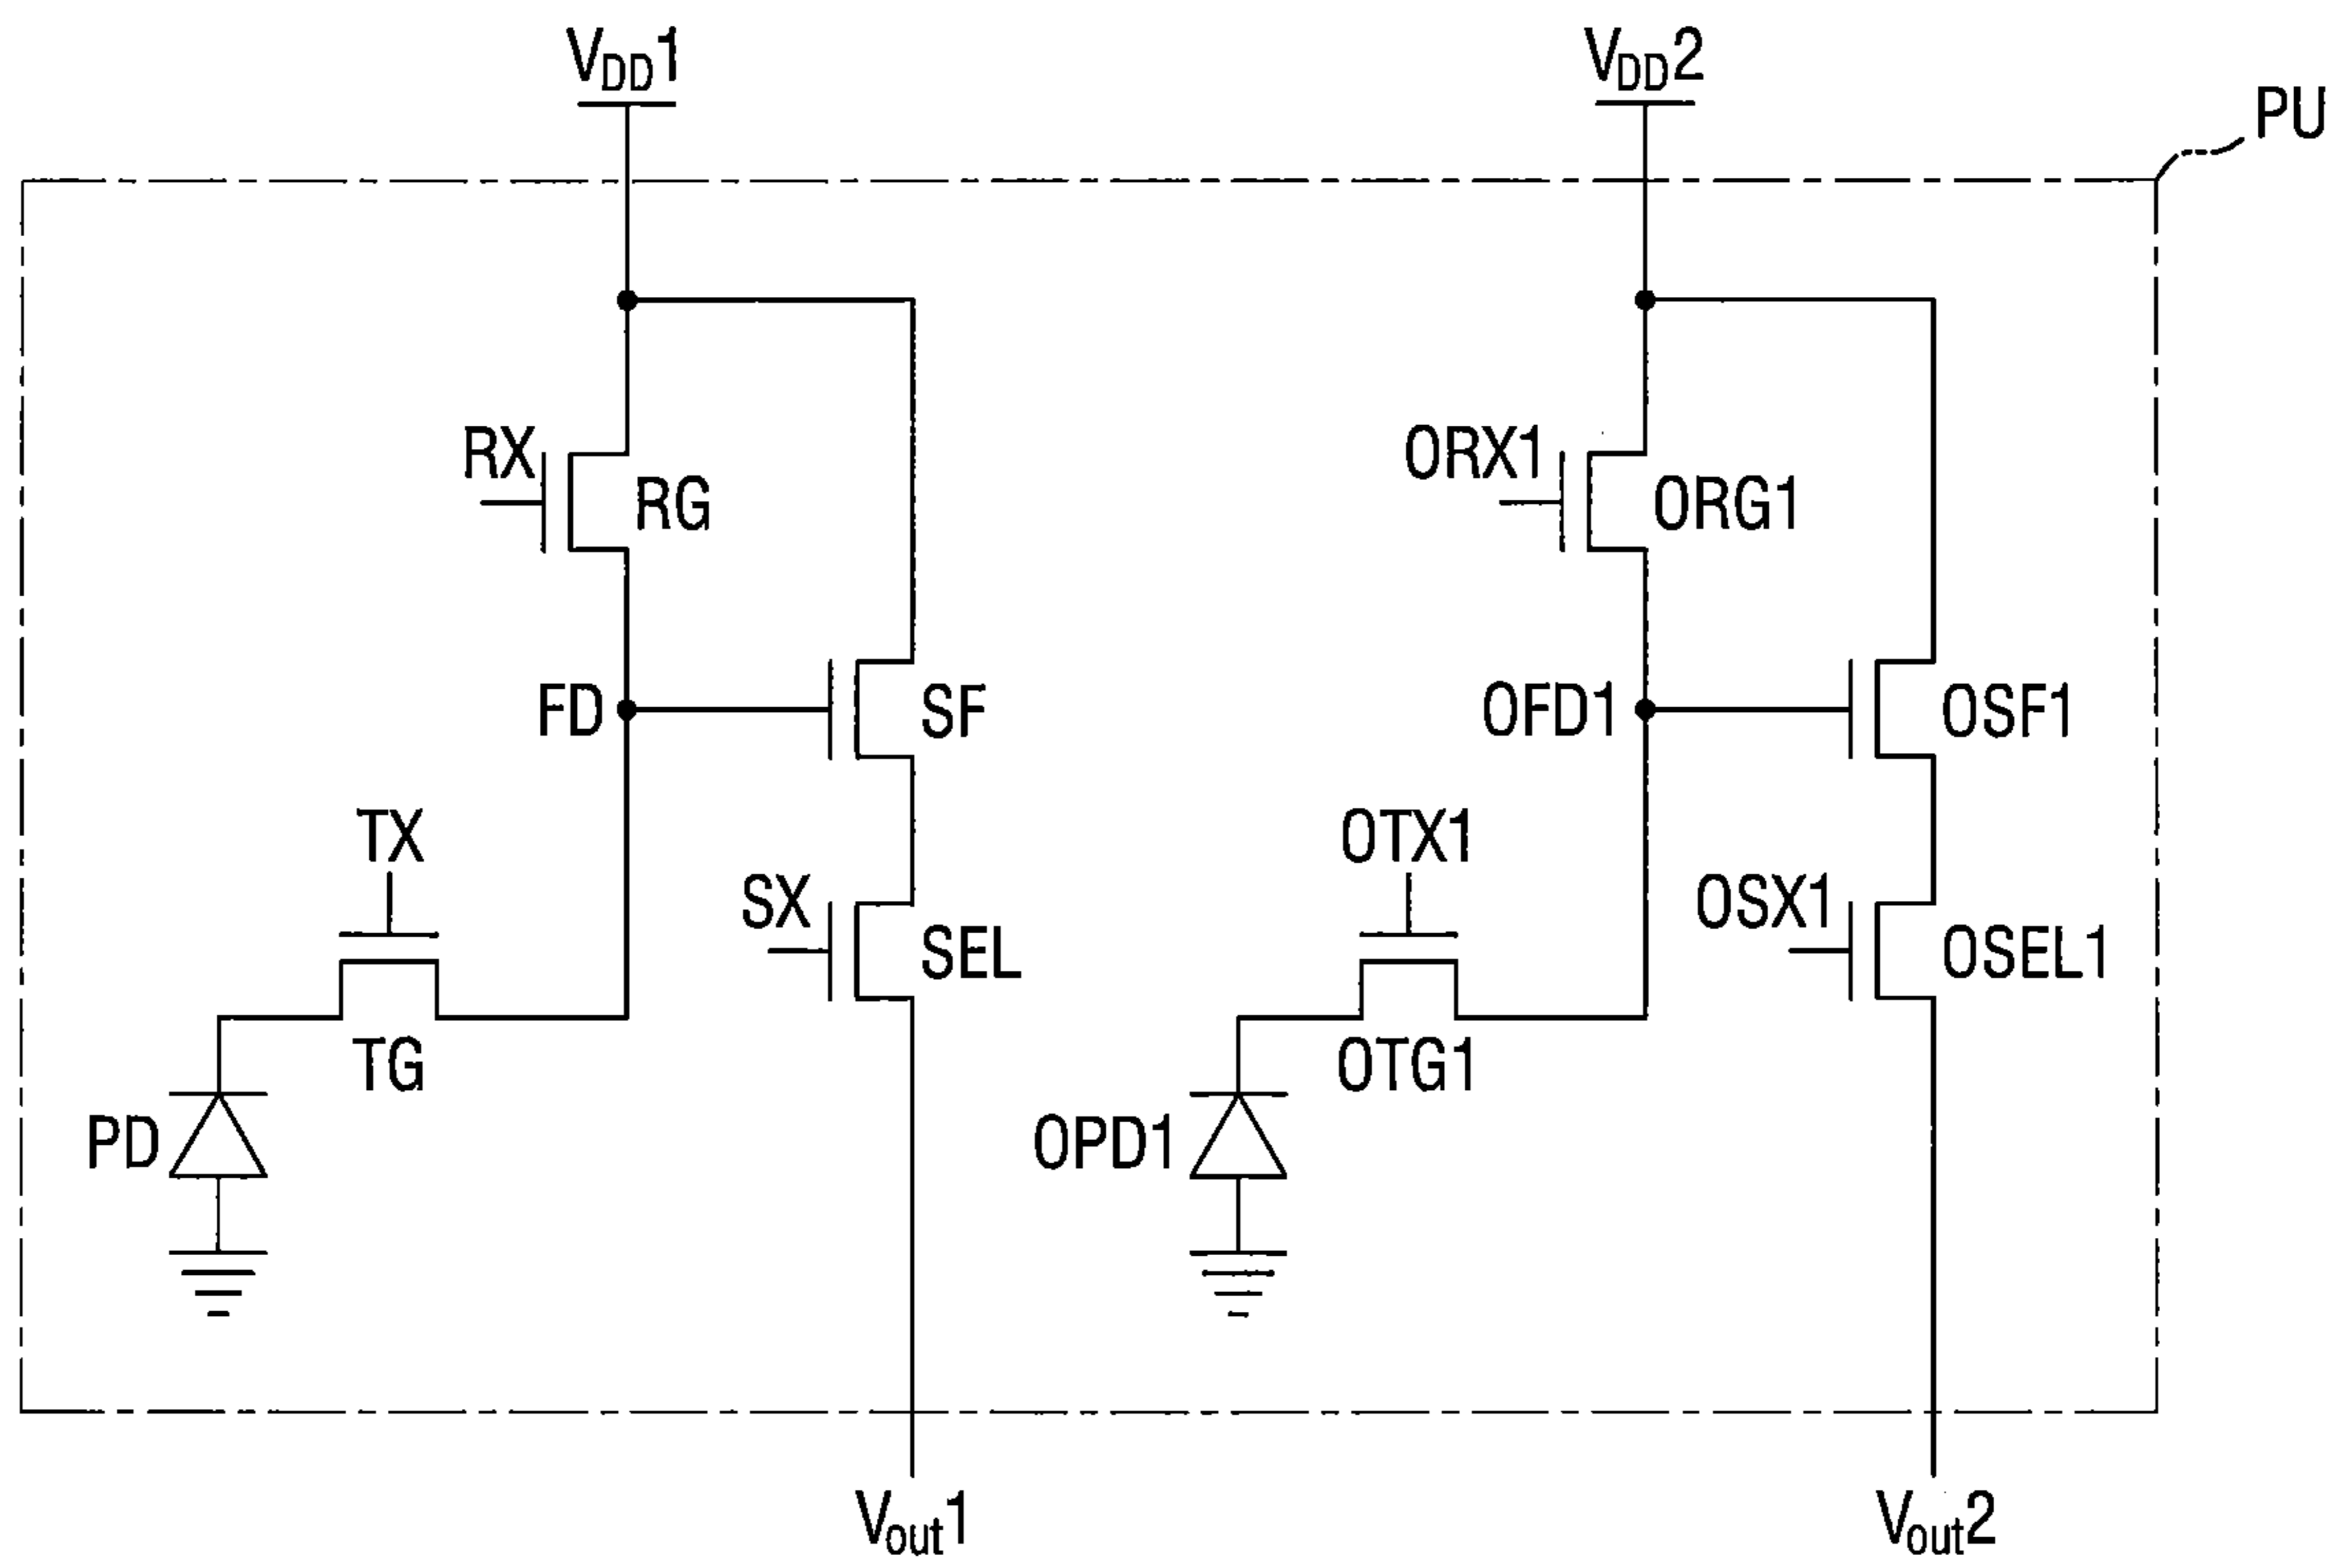 VDD1
VDD2
PU
RX
RG
ORX1
ORG1
FD
SF
OFD1
OSF1
TX
SX
SEL
OTX1
OSX1
OSEL1
TG
OTG1
PD
OPD1
Vout1
Vout2